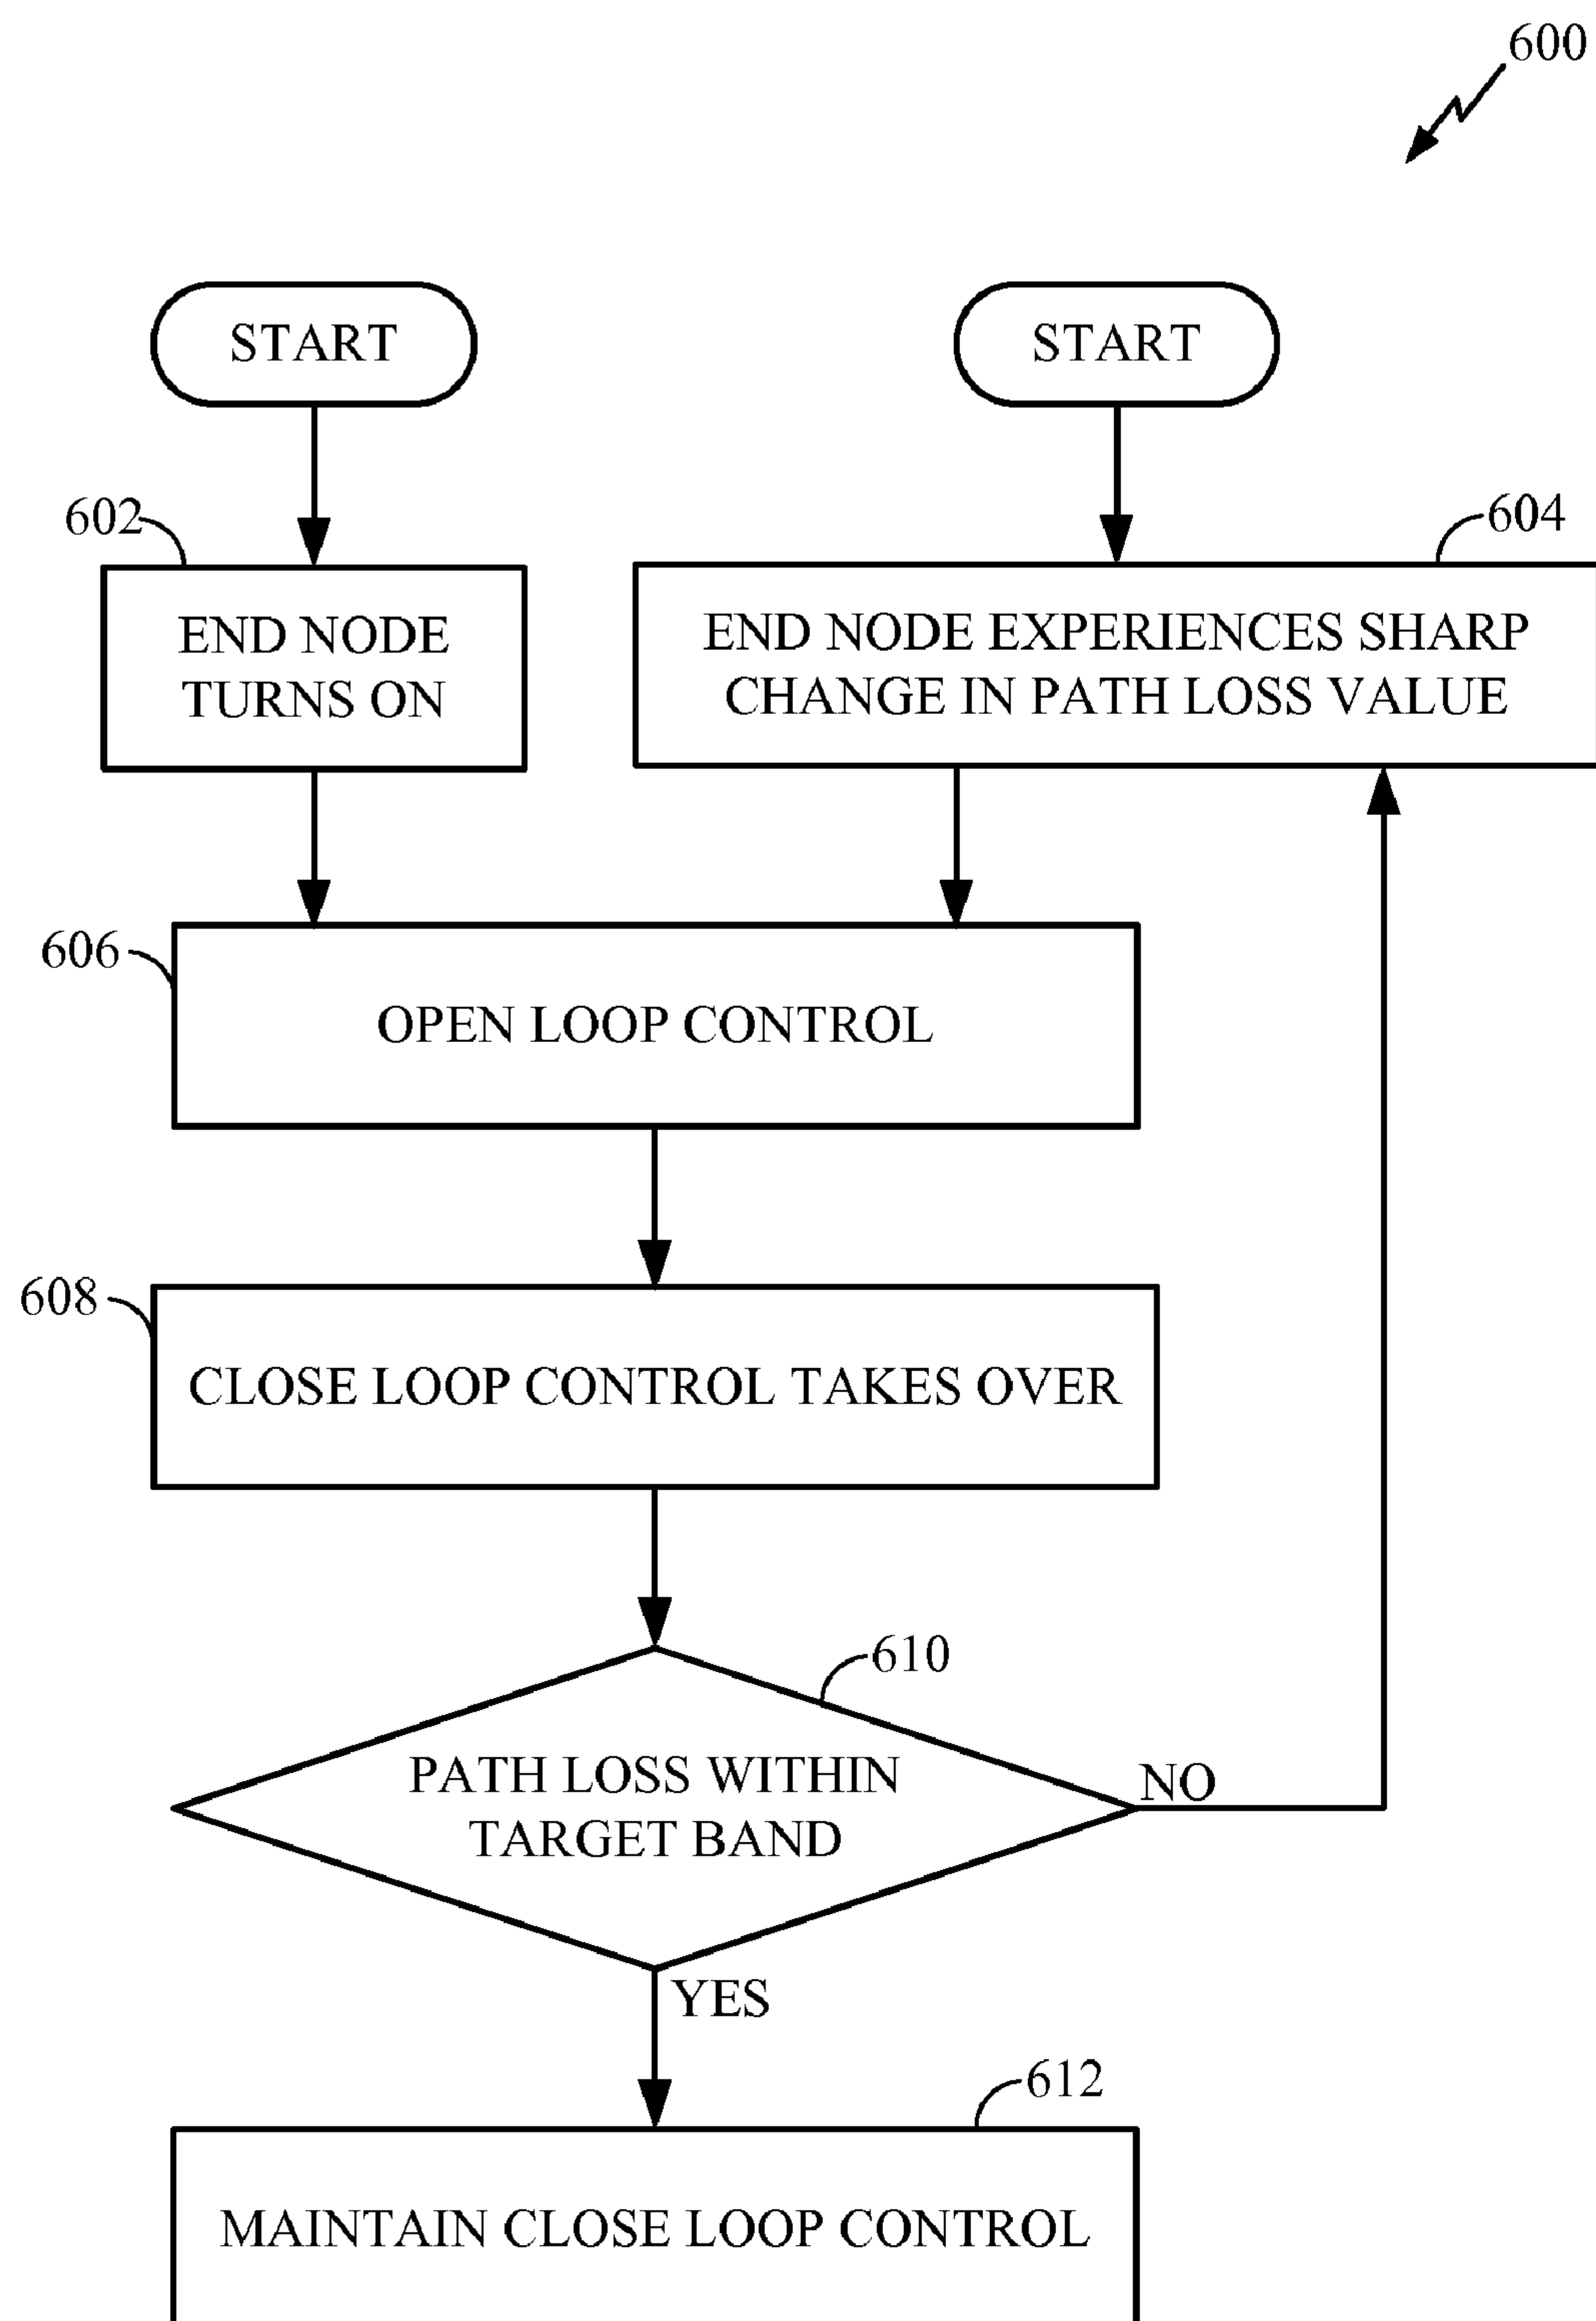 600
START
START
602
604
END NODE
TURNS ON
END NODE EXPERIENCES SHARP
CHANGE IN PATH LOSS VALUE
606
OPEN LOOP CONTROL
608
CLOSE LOOP CONTROL TAKES OVER
610
PATH LOSS WITHIN
TARGET BAND
NO
YES
612
MAINTAIN CLOSE LOOP CONTROL